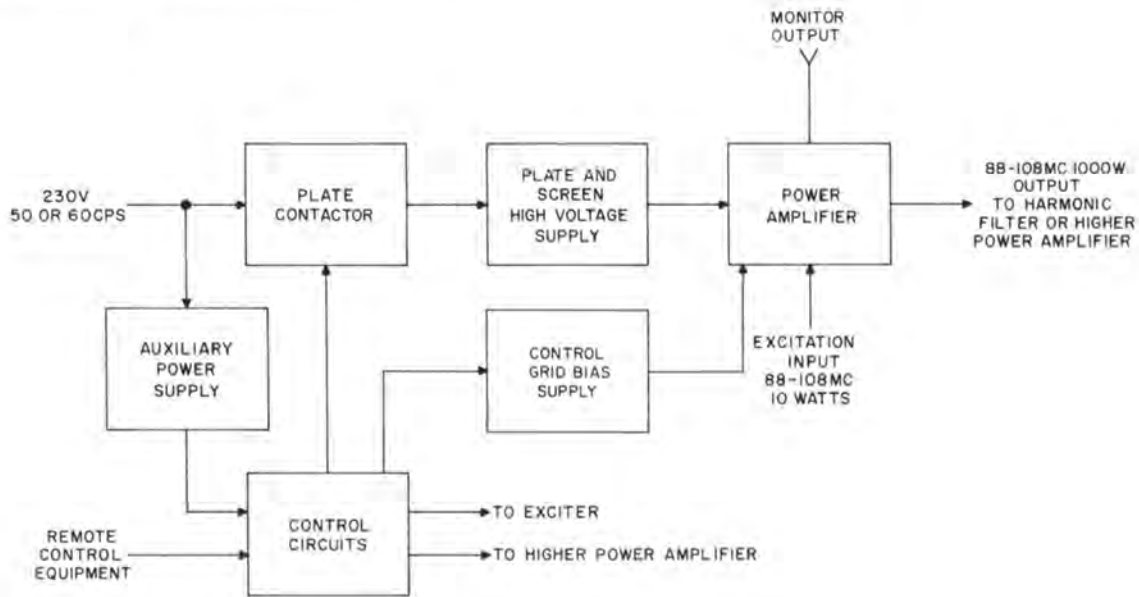 MONITOR
OUTPUT
230V
50 OR 60CPS
PLATE
CONTACTOR
PLATE AND
SCREEN
HIGH VOLTAGE
SUPPLY
POWER
AMPLIFIER
88-108MC 1000W.
OUTPUT
TO HARMONIC
FILTER OR HIGHER
POWER AMPLIFIER
AUXILIARY
POWER
SUPPLY
CONTROL
GRID BIAS
SUPPLY
EXCITATION
INPUT
88-108MC
10 WATTS
REMOTE
CONTROL
EQUIPMENT
CONTROL
CIRCUITS
TO EXCITER
TO HIGHER POWER AMPLIFIER